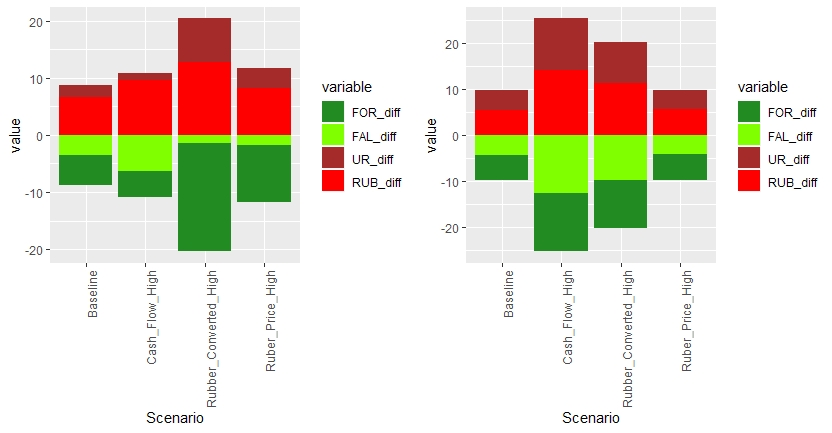 20
10
0
-10
-20
value
Baseline
Cash_Flow_High
Rubber_Converted_High
Ruber_Price_High
Scenario
variable
FOR_diff
FAL_diff
UR_diff
RUB_diff
20
10
0
-10
-20
value
Baseline
Cash_Flow_High
Rubber_Converted_High
Ruber_Price_High
Scenario
variable
FOR_diff
FAL_diff
UR_diff
RUB_diff